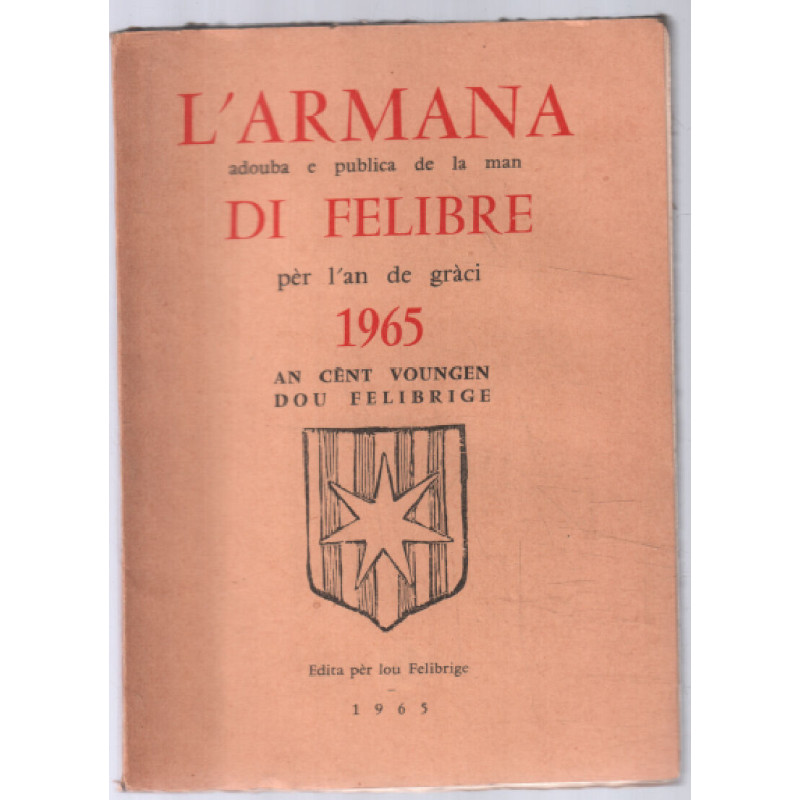 L'ARMANA
adouba e publica de la man
DI FELIBRE
pèr l'an de gràci
1965
AN CÈNT VOUNGEN
DOU FELIBRIGE
Edita pèr lou Felibrige
1965